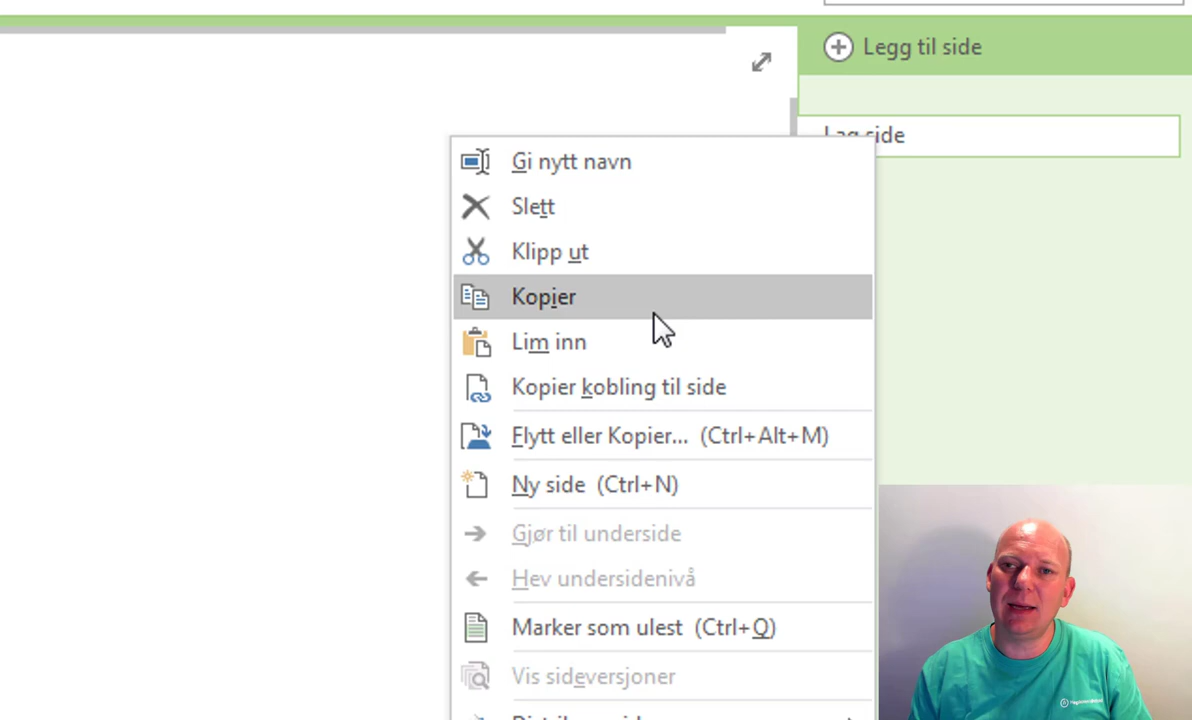 Legg til side
Lag side
Gi nytt navn
Slett
Klipp ut
Kopier
Lim inn
Kopier kobling til side
Flytt eller Kopier... (Ctrl+Alt+M)
Ny side (Ctrl+N)
Gjør til underside
Hev undersidenivå
Marker som ulest (Ctrl+Q)
Vis sideversjoner